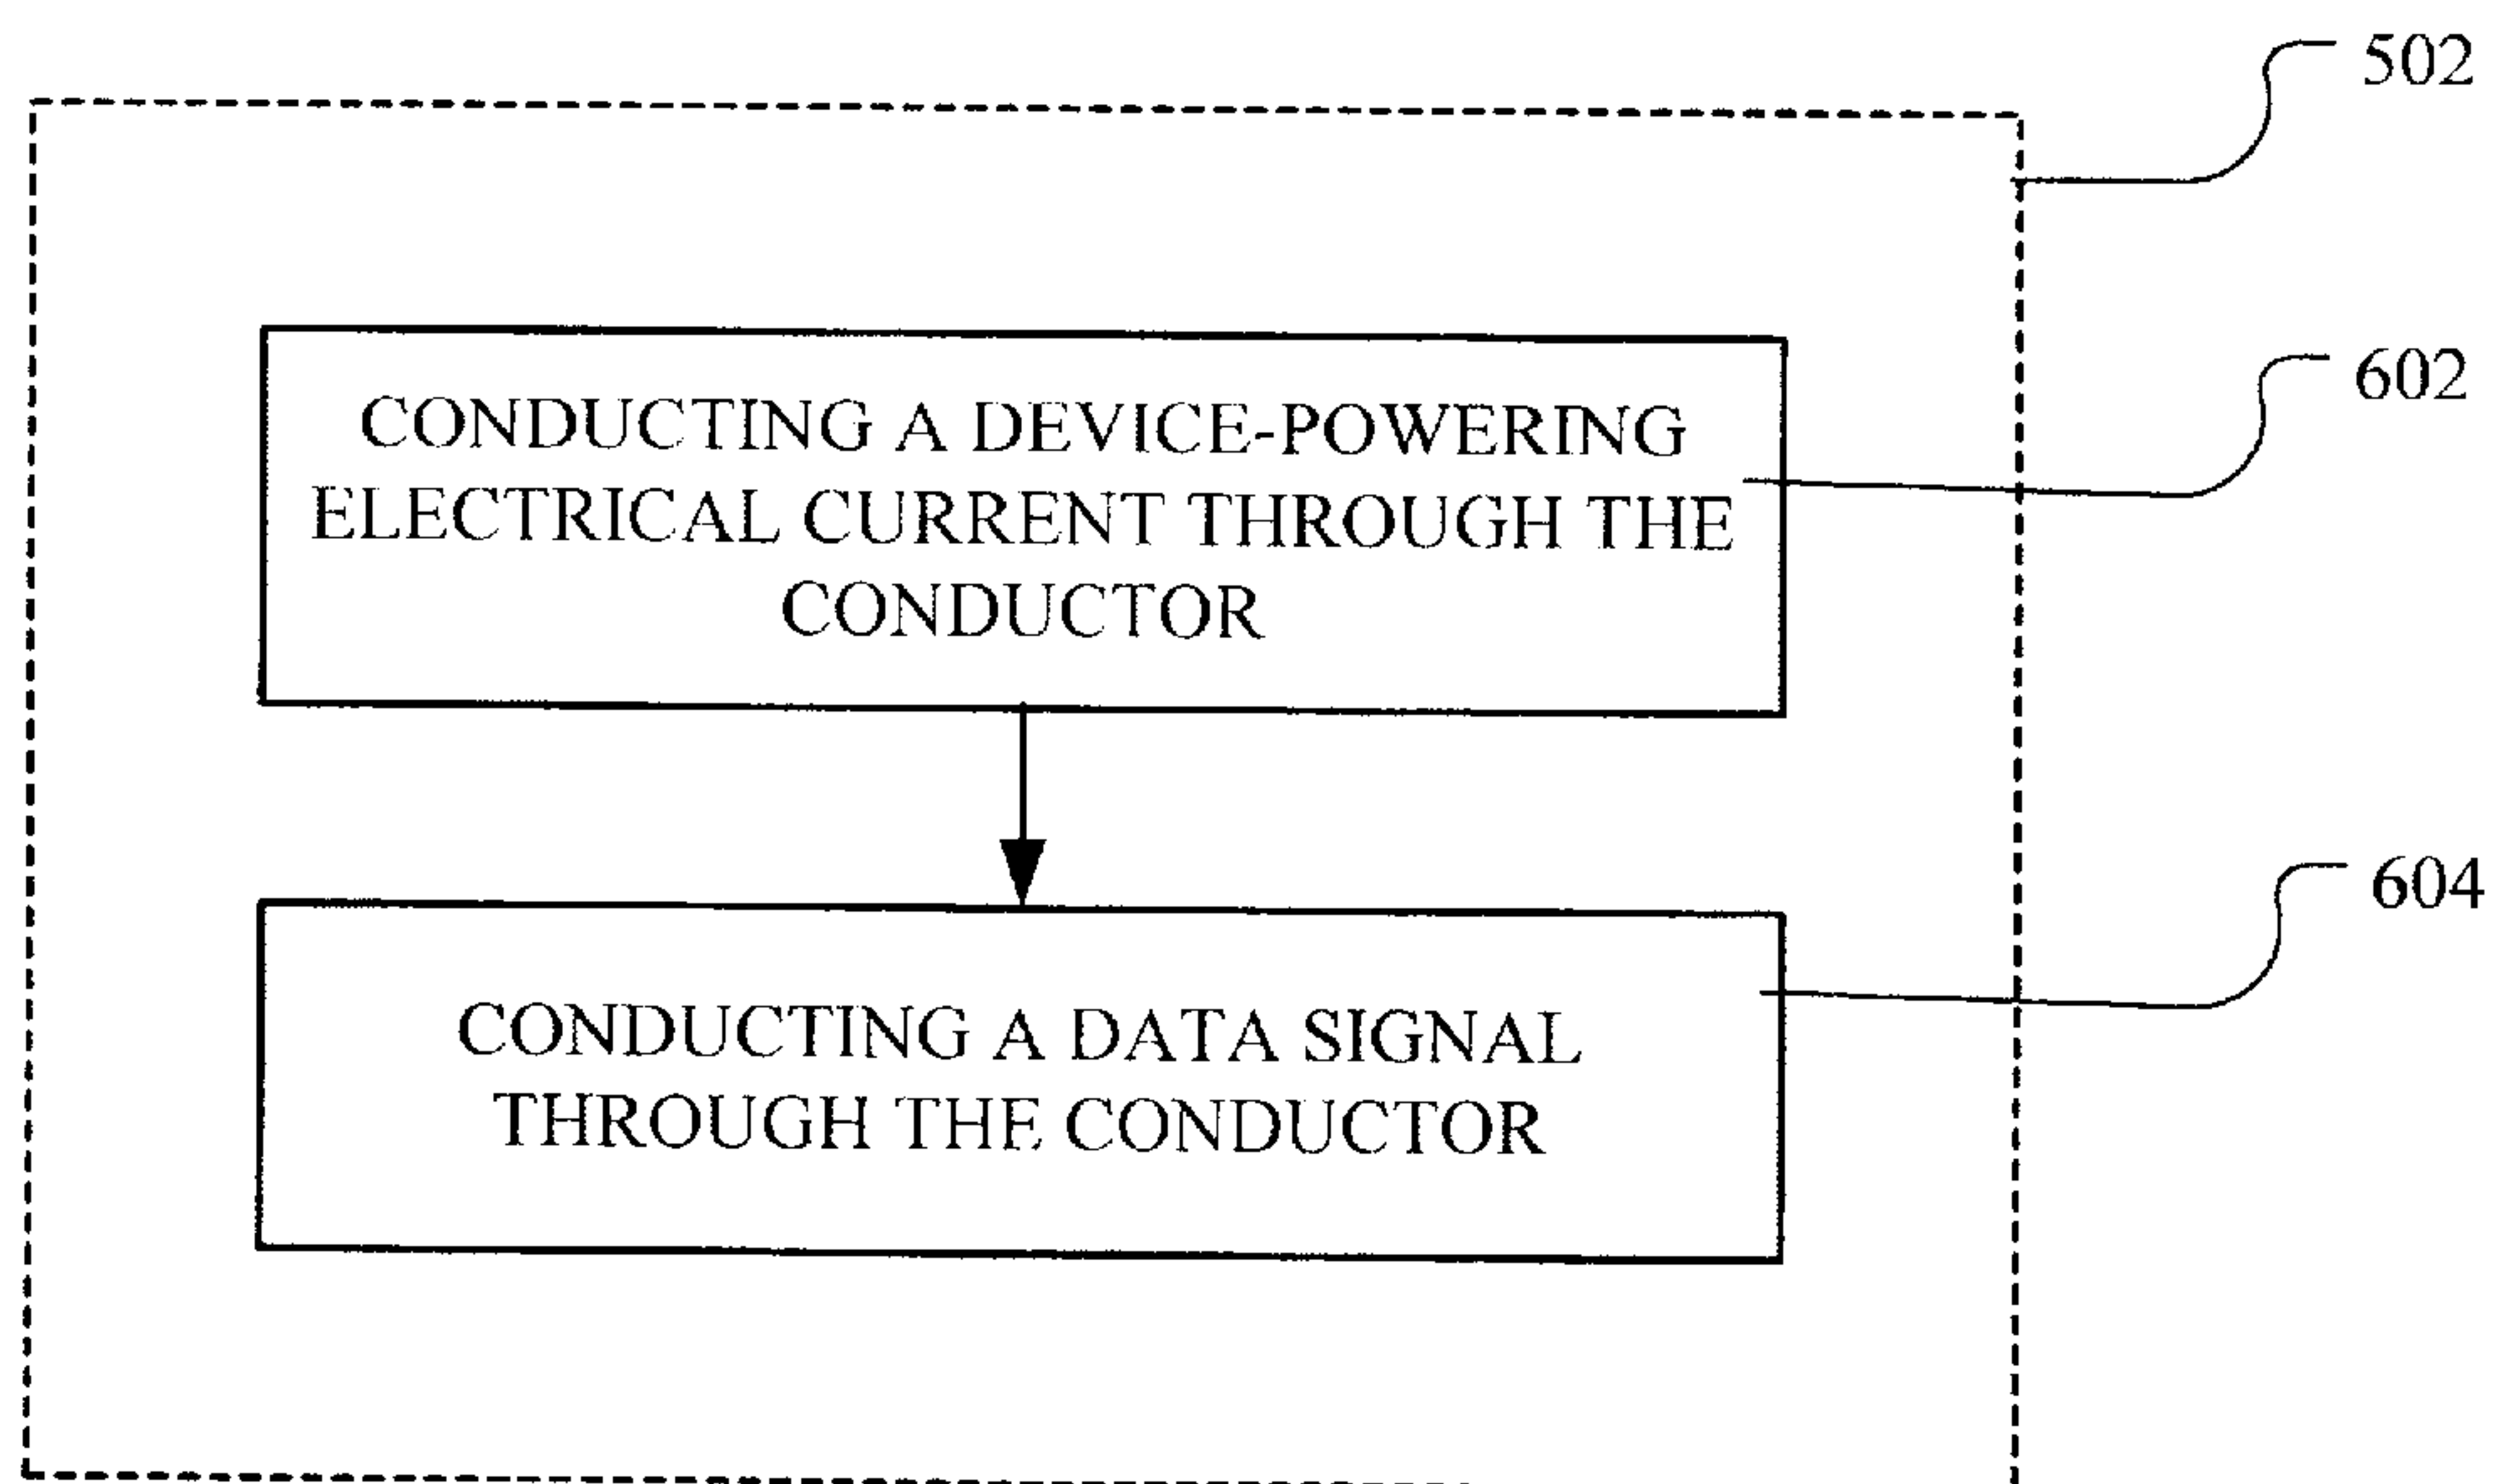 502
602
CONDUCTING A DEVICE-POWERING
ELECTRICAL CURRENT THROUGH THE
CONDUCTOR
604
CONDUCTING A DATA SIGNAL
THROUGH THE CONDUCTOR